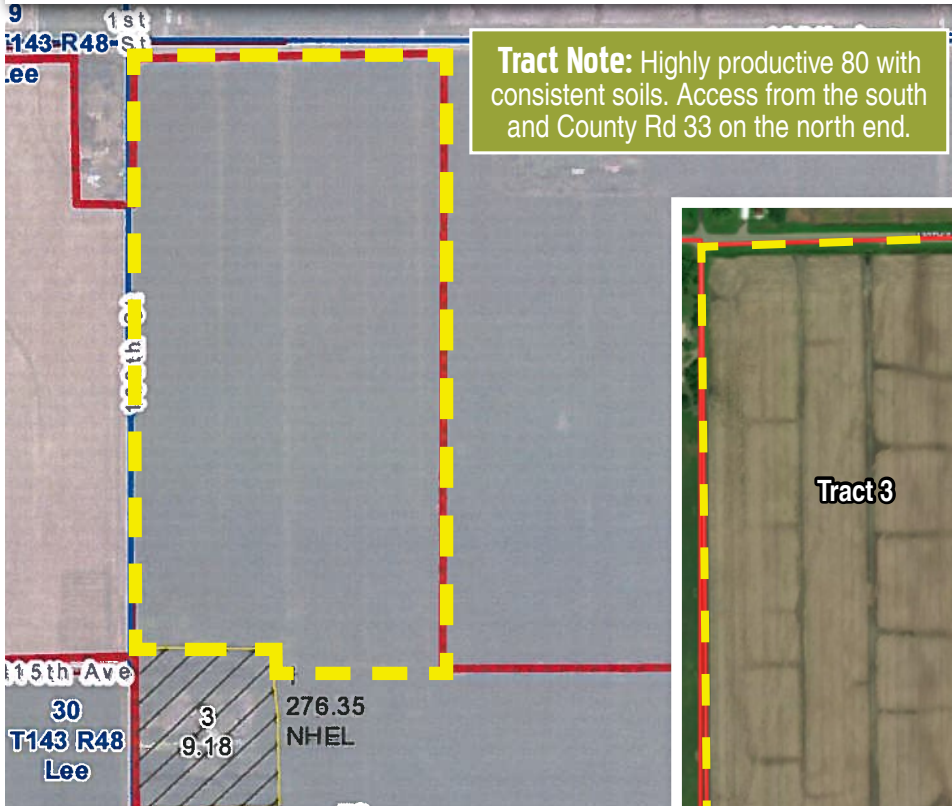 9
T143 R48
Lee
1st
St
Tract Note: Highly productive 80 with
consistent soils. Access from the south
and County Rd 33 on the north end.
Tract 3
115th Ave
30
T143 R48
Lee
3
9.18
276.35
NHEL